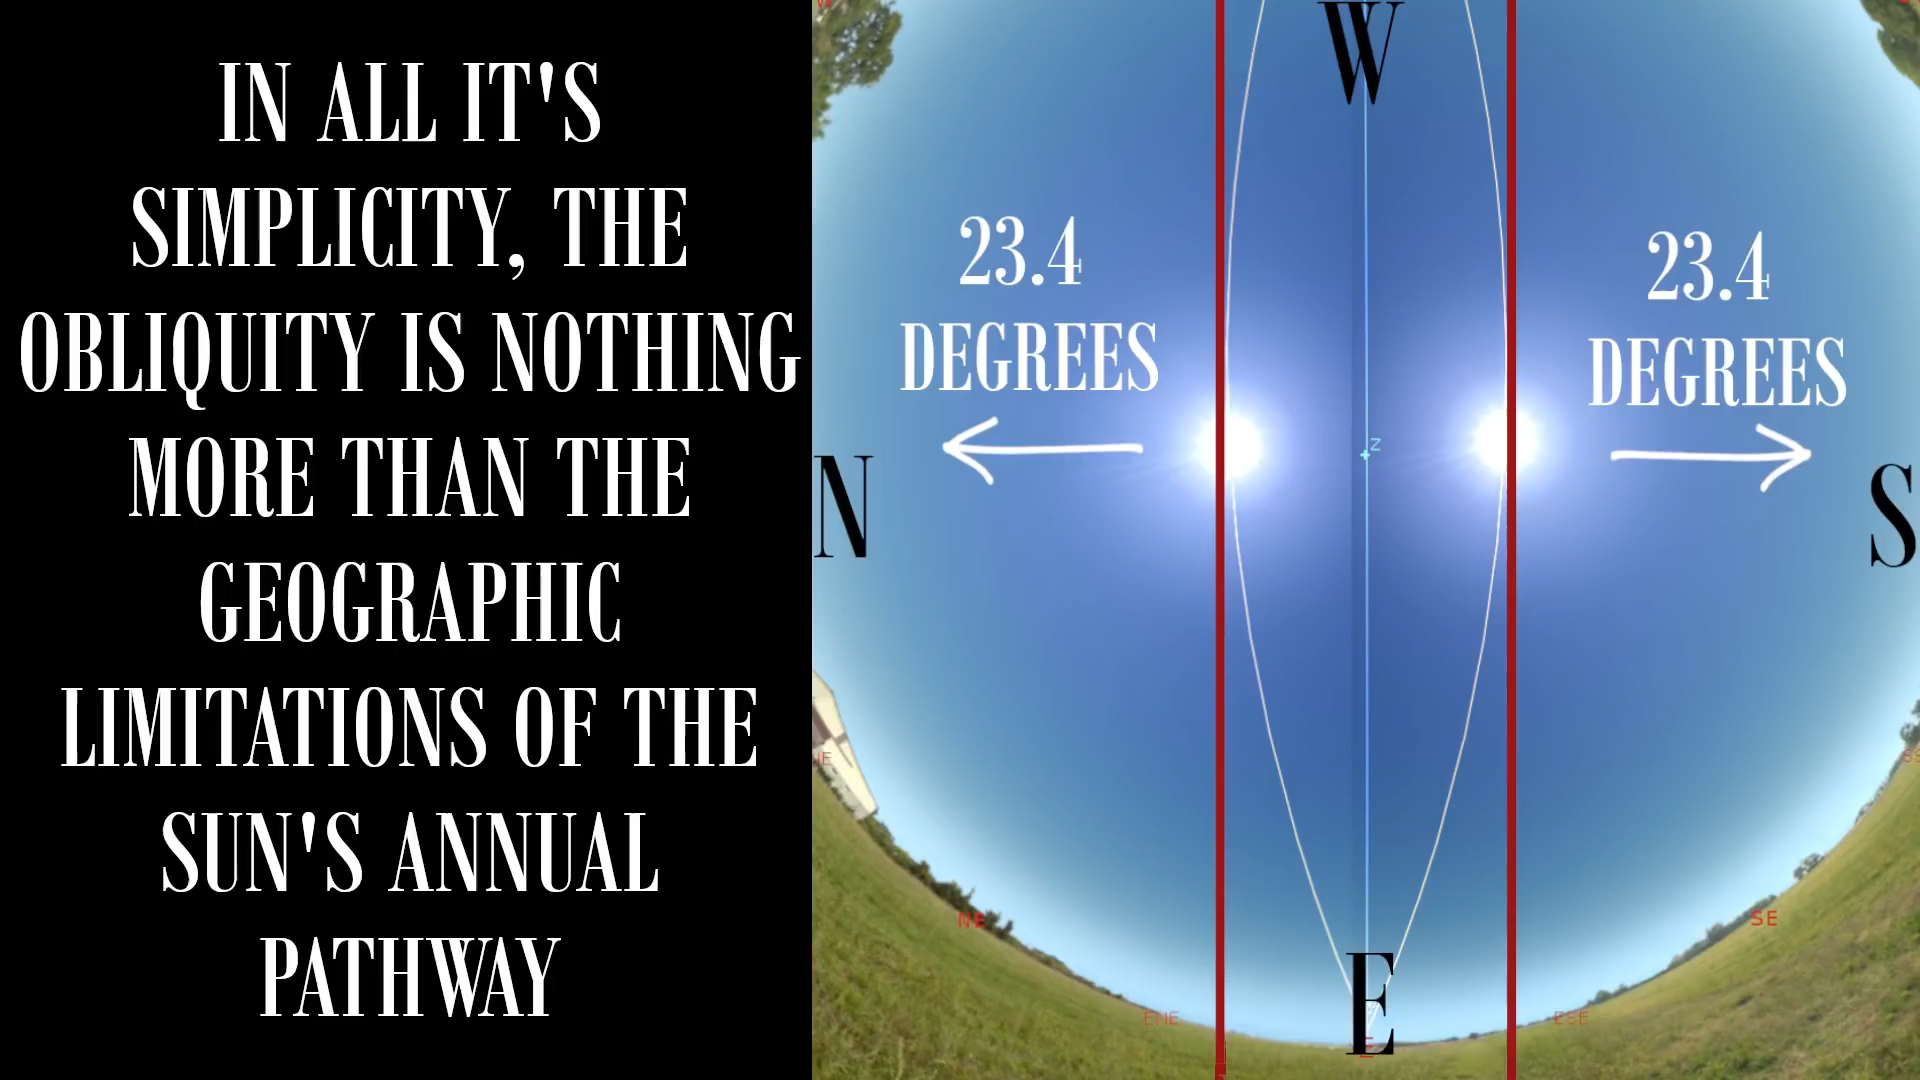 IN ALL IT'S
SIMPLICITY, THE
OBLIQUITY IS NOTHING
MORE THAN THE
GEOGRAPHIC
LIMITATIONS OF THE
SUN'S ANNUAL
PATHWAY
W
23.4
DEGREES
23.4
DEGREES
Z
N
S
NE
SE
ENE
ESE
E
E